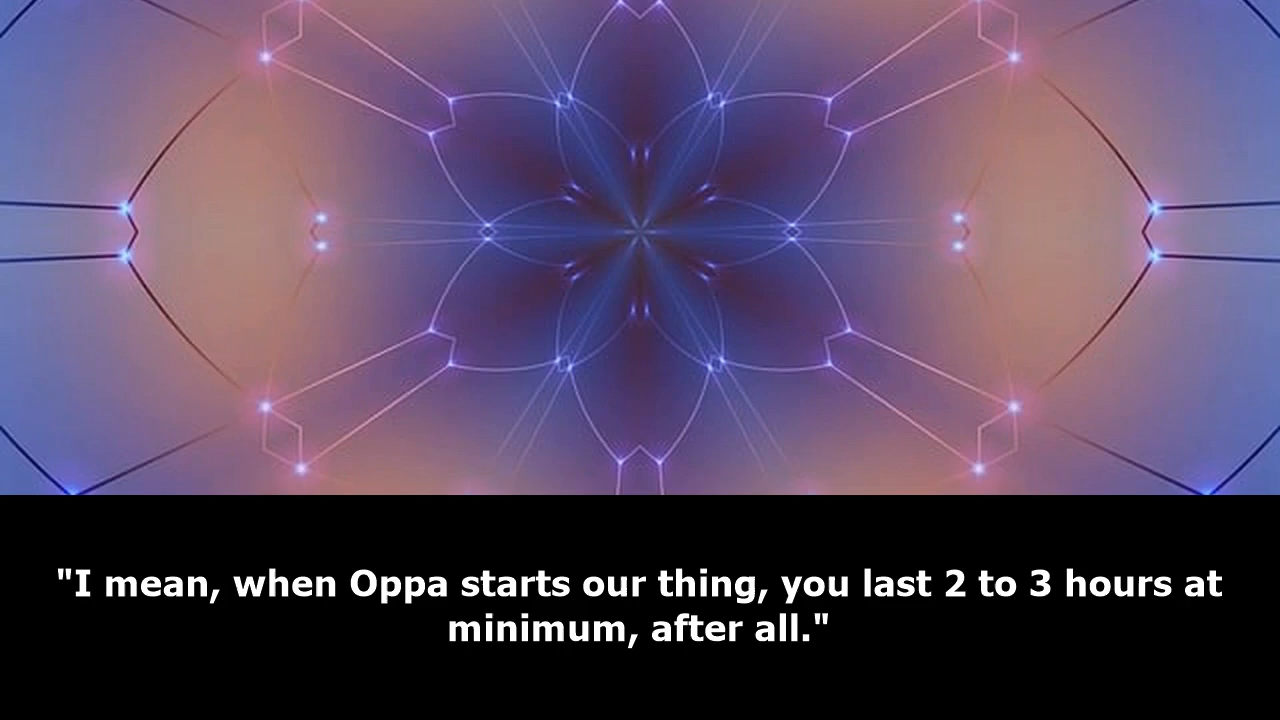 "I mean, when Oppa starts our thing, you last 2 to 3 hours at
minimum, after all."